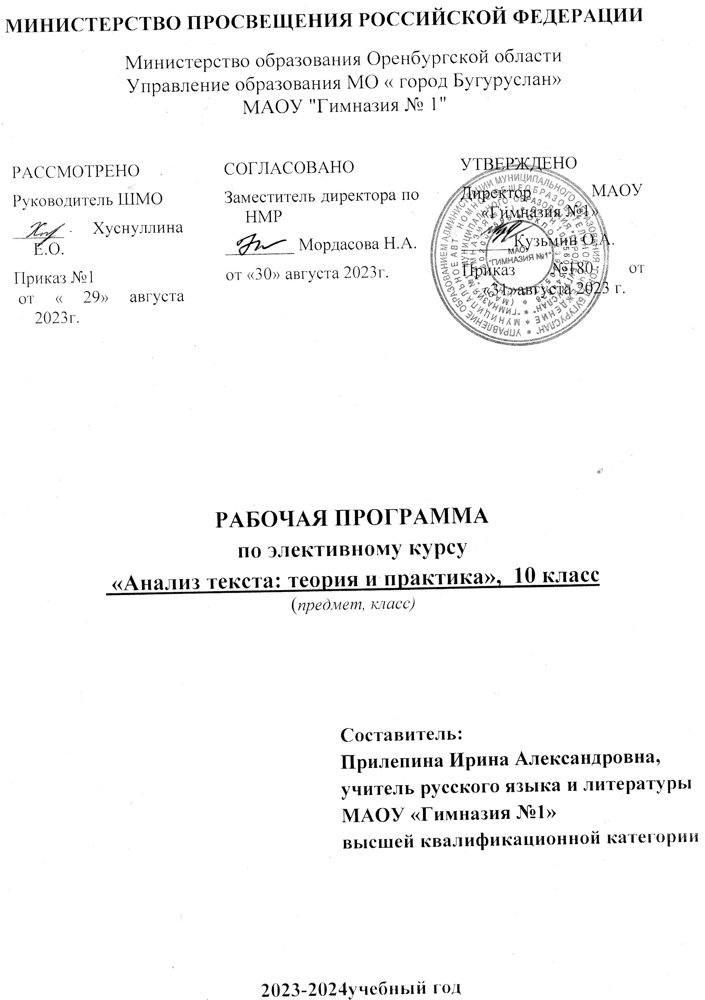 МИНИСТЕРСТВО ПРОСВЕЩЕНИЯ РОССИЙСКОЙ ФЕДЕРАЦИИ
Министерство образования Оренбургской области
Управление образования МО « город Бугуруслан»
МАОУ "Гимназия № 1"
РАССМОТРЕНО
Руководитель ШМО
Хуснуллина
Е.О.
Приказ №1
от « 29» августа
2023г.
СОГЛАСОВАНО
Заместитель директора по
НМР
Мордасова Н.А.
от «30» августа 2023г.
УТВЕРЖДЕНО
Директор МАОУ
«Гимназия №1»
Кузьмин О.А.
Приказ №180 от
«31»августа 2023 г.
МАОУ
"ГИМНАЗИЯ №1"
РАБОЧАЯ ПРОГРАММА
по элективному курсу
«Анализ текста: теория и практика», 10 класс
(предмет, класс)
Составитель:
Прилепина Ирина Александровна,
учитель русского языка и литературы
МАОУ «Гимназия №1»
высшей квалификационной категории
2023-2024учебный год